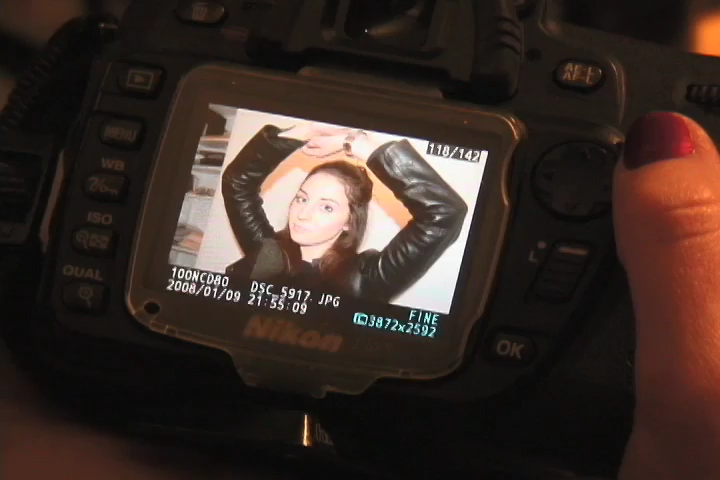 AE-L
AF-L
MENU
118/142
WB
ISO
QUAL
100NCD80 DSC_5917.JPG
2008/01/09 21:55:09
FINE
L 3872x2592
Nikon
L
OK